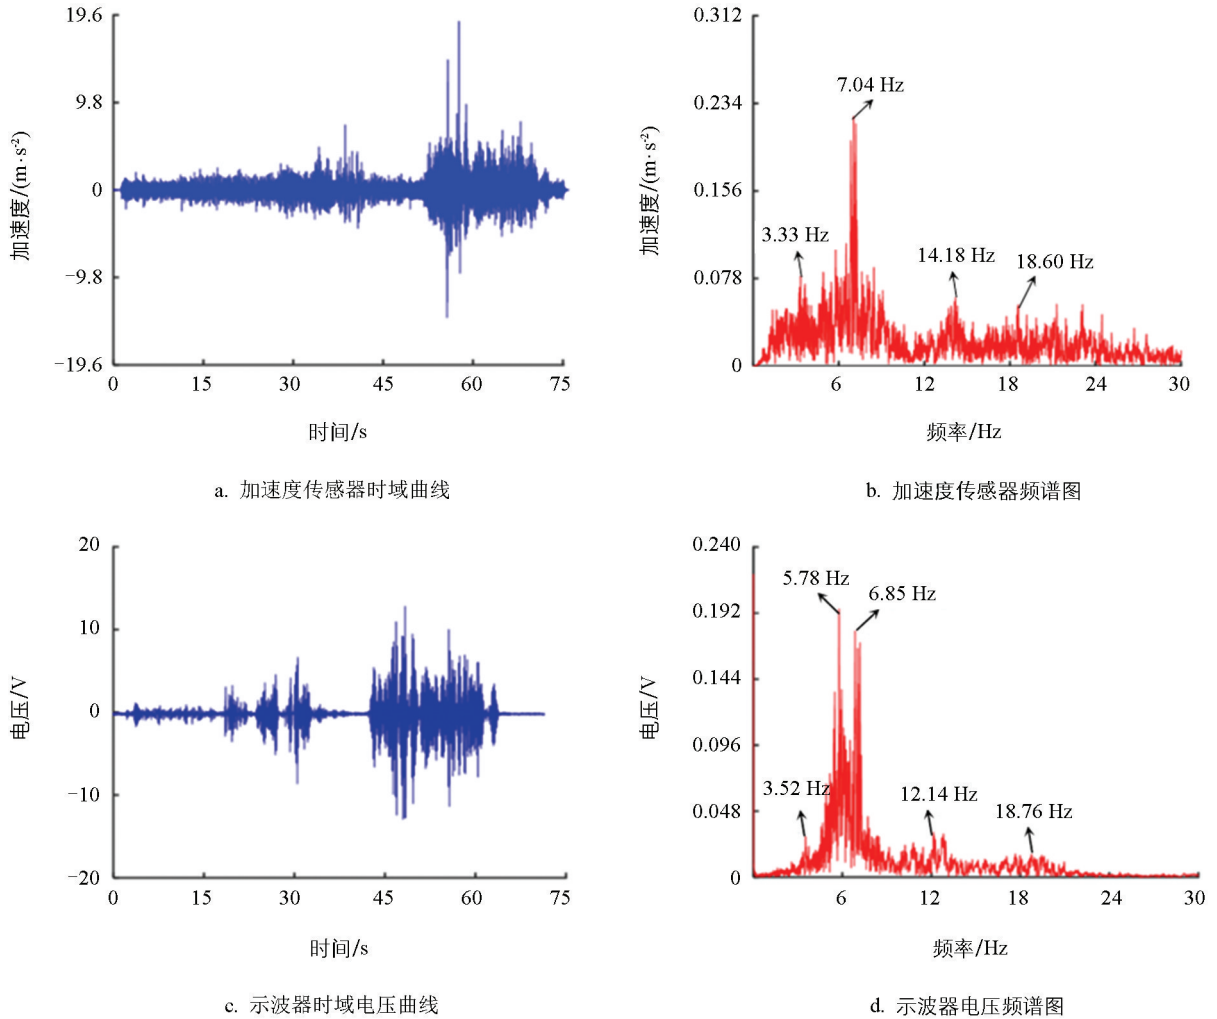 19.6
9.8
0
−9.8
−19.6
加速度/(m·s⁻²)
0 15 30 45 60 75
时间/s
a. 加速度传感器时域曲线
0.312
0.234
0.156
0.078
0
加速度/(m·s⁻²)
7.04 Hz
3.33 Hz
14.18 Hz
18.60 Hz
6 12 18 24 30
频率/Hz
b. 加速度传感器频谱图
20
10
0
−10
−20
电压/V
0 15 30 45 60 75
时间/s
c. 示波器时域电压曲线
0.240
0.192
0.144
0.096
0.048
0
电压/V
5.78 Hz
6.85 Hz
3.52 Hz
12.14 Hz
18.76 Hz
6 12 18 24 30
频率/Hz
d. 示波器电压频谱图